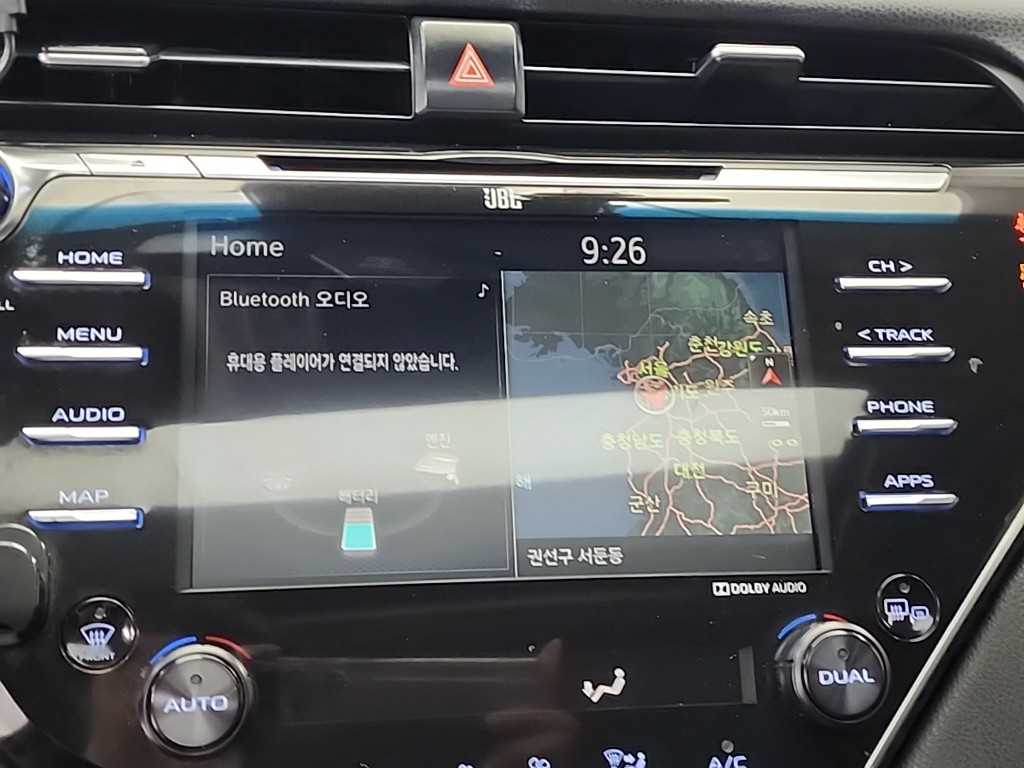 JBL
HOME
MENU
AUDIO
MAP
Home
9:26
Bluetooth 오디오
휴대용 플레이어가 연결되지 않았습니다.
엔진
배터리
속초
춘천
강원도
서울
N
50km
충청남도
충청북도
대전
구미
군산
해
권선구 서둔동
CH >
< TRACK
PHONE
APPS
DOLBY AUDIO
FRONT
AUTO
DUAL
A/C